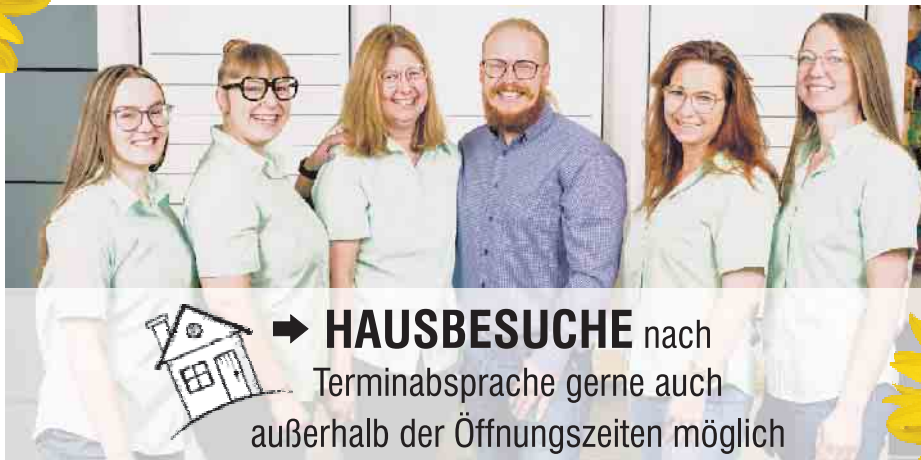 ➡ HAUSBESUCHE nach
Terminabsprache gerne auch
außerhalb der Öffnungszeiten möglich